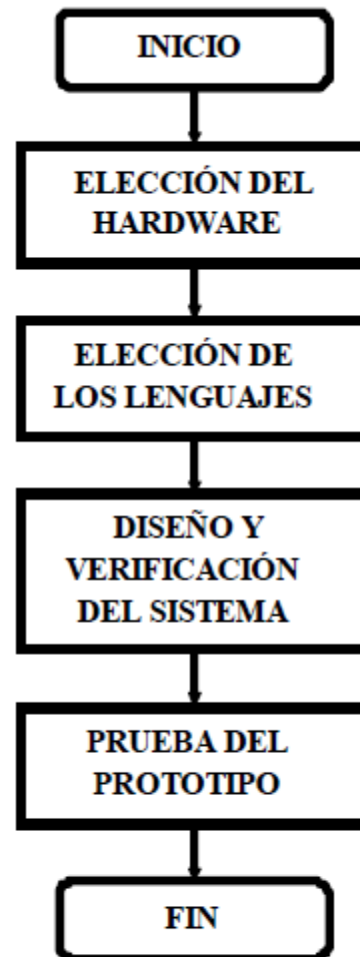 INICIO
ELECCIÓN DEL
HARDWARE
ELECCIÓN DE
LOS LENGUAJES
DISEÑO Y
VERIFICACIÓN
DEL SISTEMA
PRUEBA DEL
PROTOTIPO
FIN